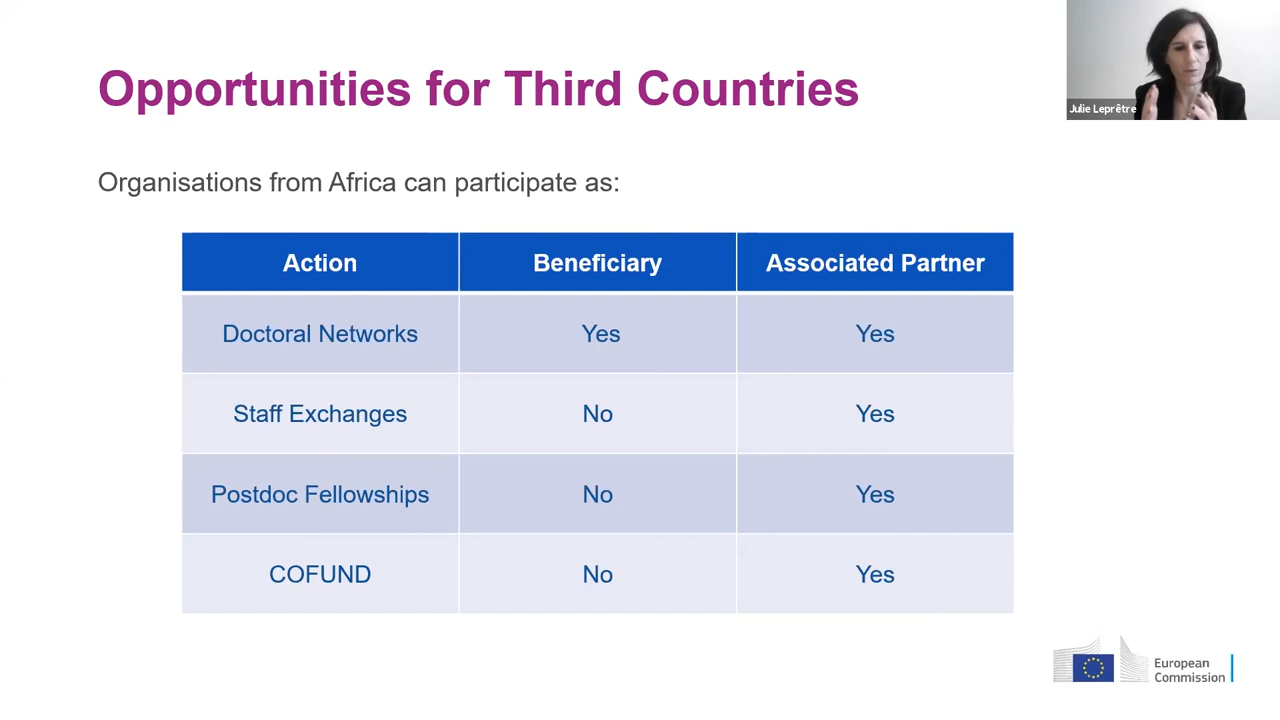 Opportunities for Third Countries
Julie Leprêtre
Organisations from Africa can participate as:
Action Beneficiary Associated Partner
Doctoral Networks Yes Yes
Staff Exchanges No Yes
Postdoc Fellowships No Yes
COFUND No Yes
European
Commission